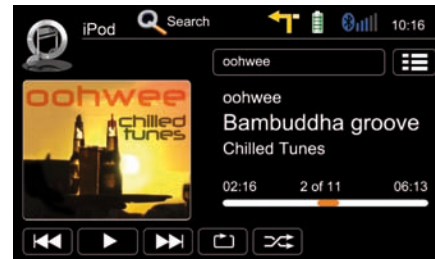 iPod Search 10:16
oohwee
oohwee
chilled
tunes
oohwee
Bambuddha groove
Chilled Tunes
02:16 2 of 11 06:13